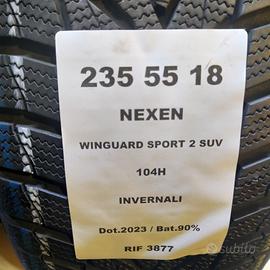 235 55 18
NEXEN
WINGUARD SPORT 2 SUV
104H
INVERNALI
Dot.2023 / Bat.90%
RIF 3877
subito